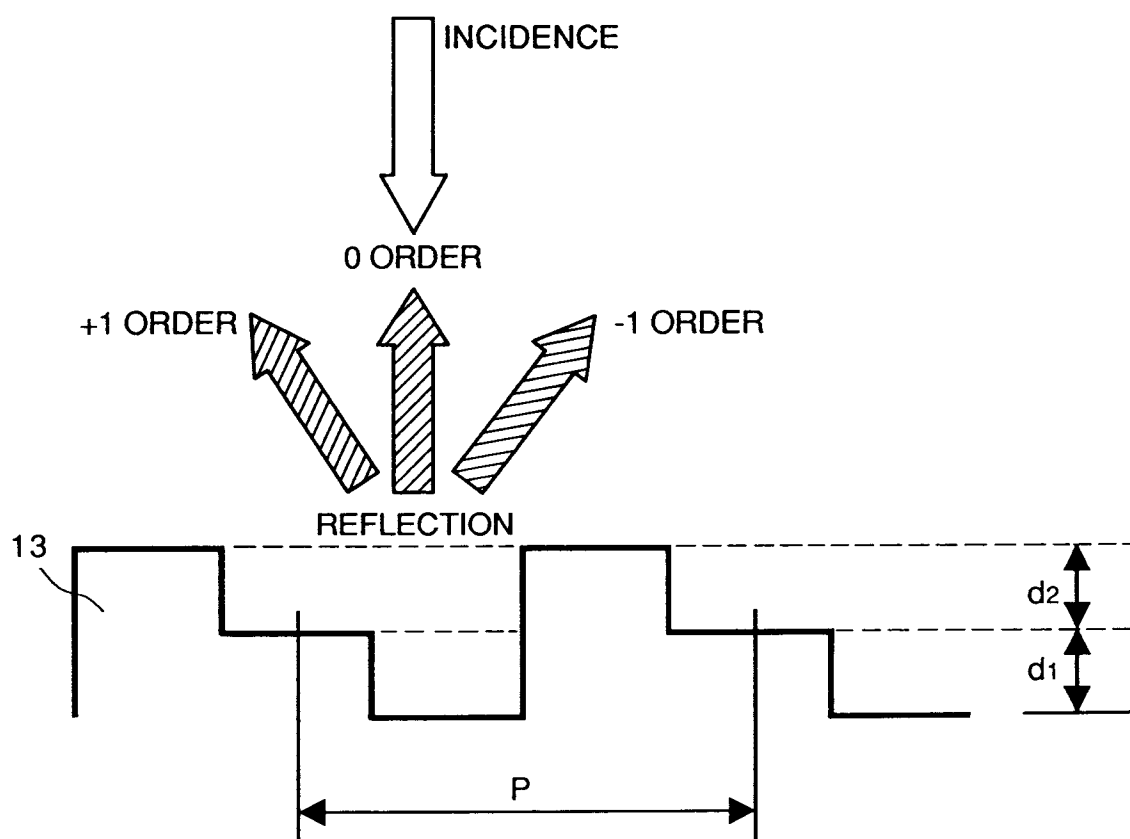 INCIDENCE
0 ORDER
+1 ORDER
-1 ORDER
REFLECTION
13
d2
d1
P